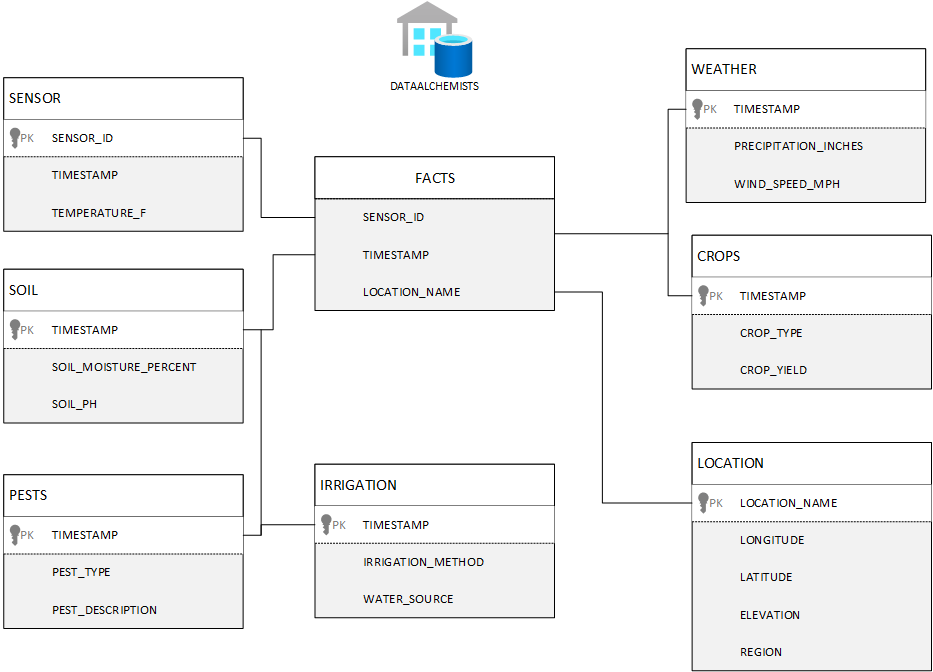 DATAALCHEMISTS
SENSOR
PK SENSOR_ID
TIMESTAMP
TEMPERATURE_F
SOIL
PK TIMESTAMP
SOIL_MOISTURE_PERCENT
SOIL_PH
PESTS
PK TIMESTAMP
PEST_TYPE
PEST_DESCRIPTION
FACTS
SENSOR_ID
TIMESTAMP
LOCATION_NAME
IRRIGATION
PK TIMESTAMP
IRRIGATION_METHOD
WATER_SOURCE
WEATHER
PK TIMESTAMP
PRECIPITATION_INCHES
WIND_SPEED_MPH
CROPS
PK TIMESTAMP
CROP_TYPE
CROP_YIELD
LOCATION
PK LOCATION_NAME
LONGITUDE
LATITUDE
ELEVATION
REGION